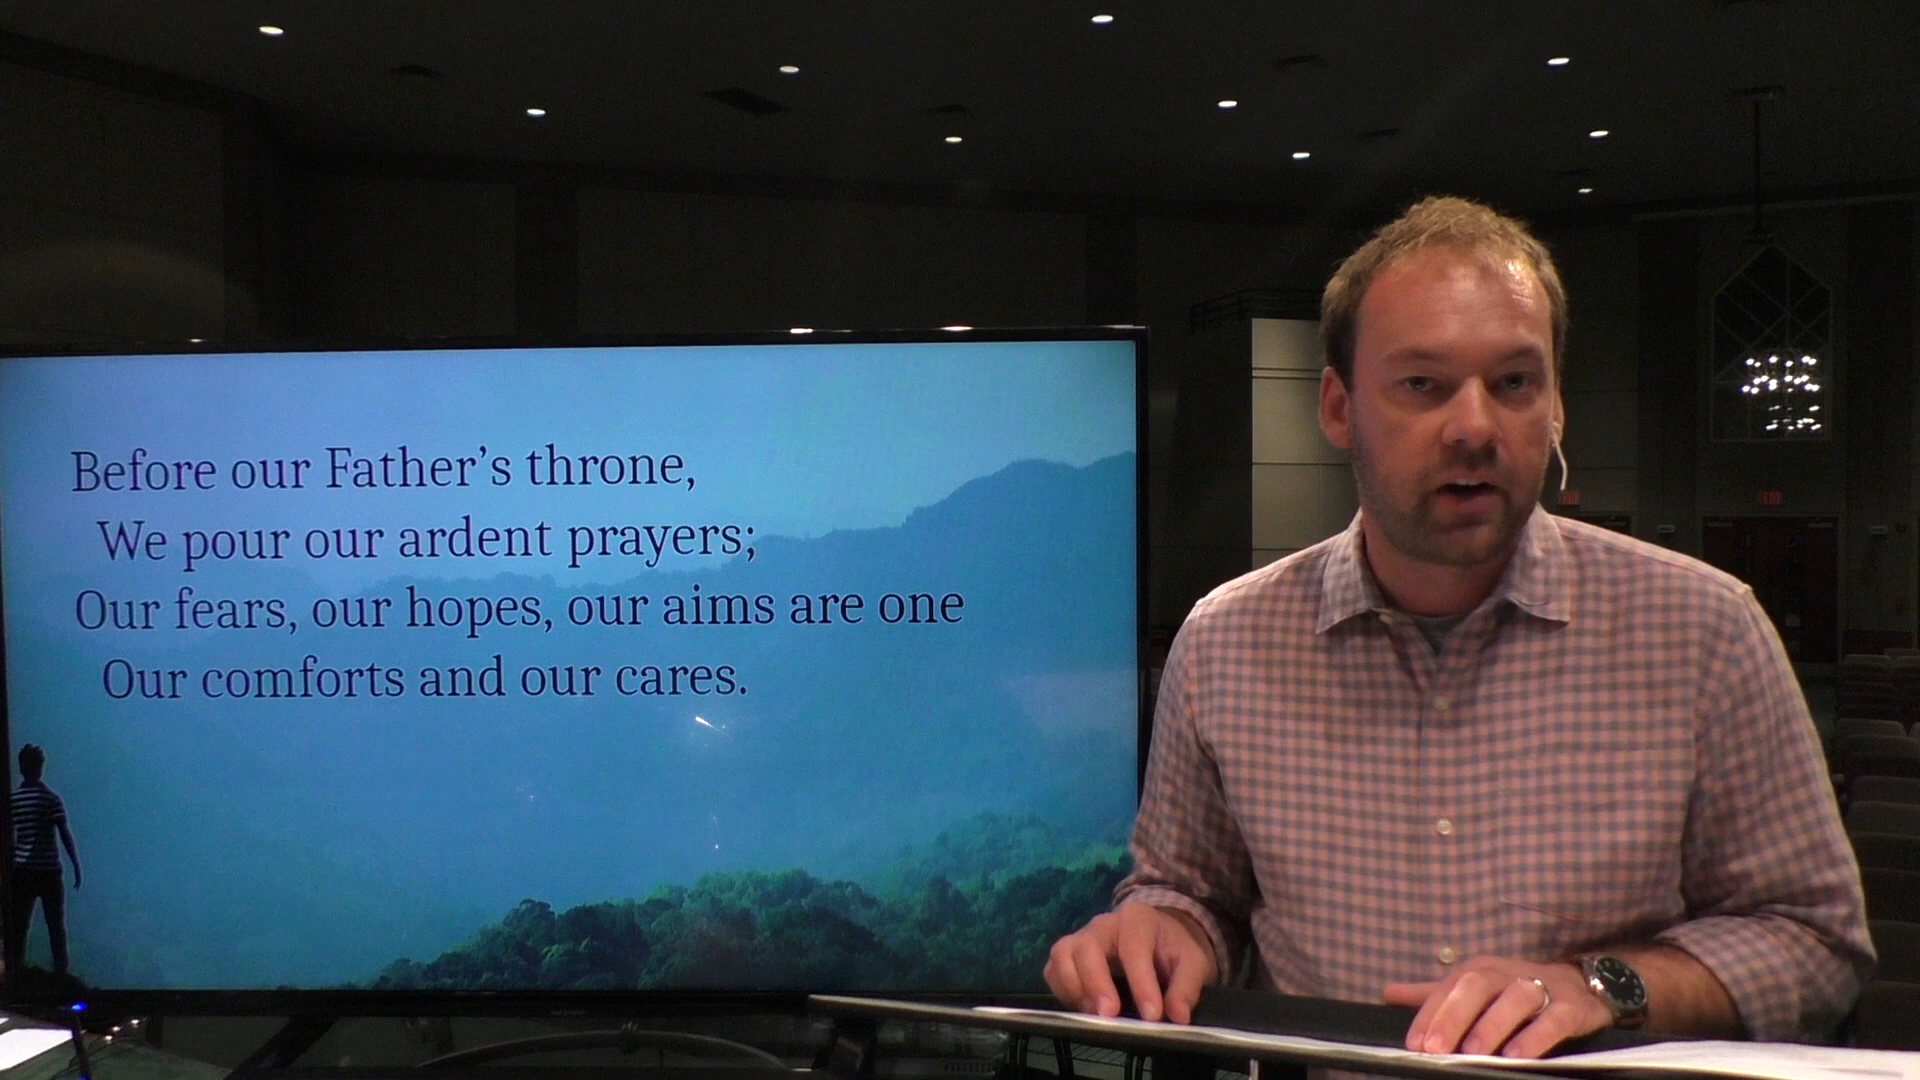 Before our Father’s throne,
We pour our ardent prayers;
Our fears, our hopes, our aims are one
Our comforts and our cares.